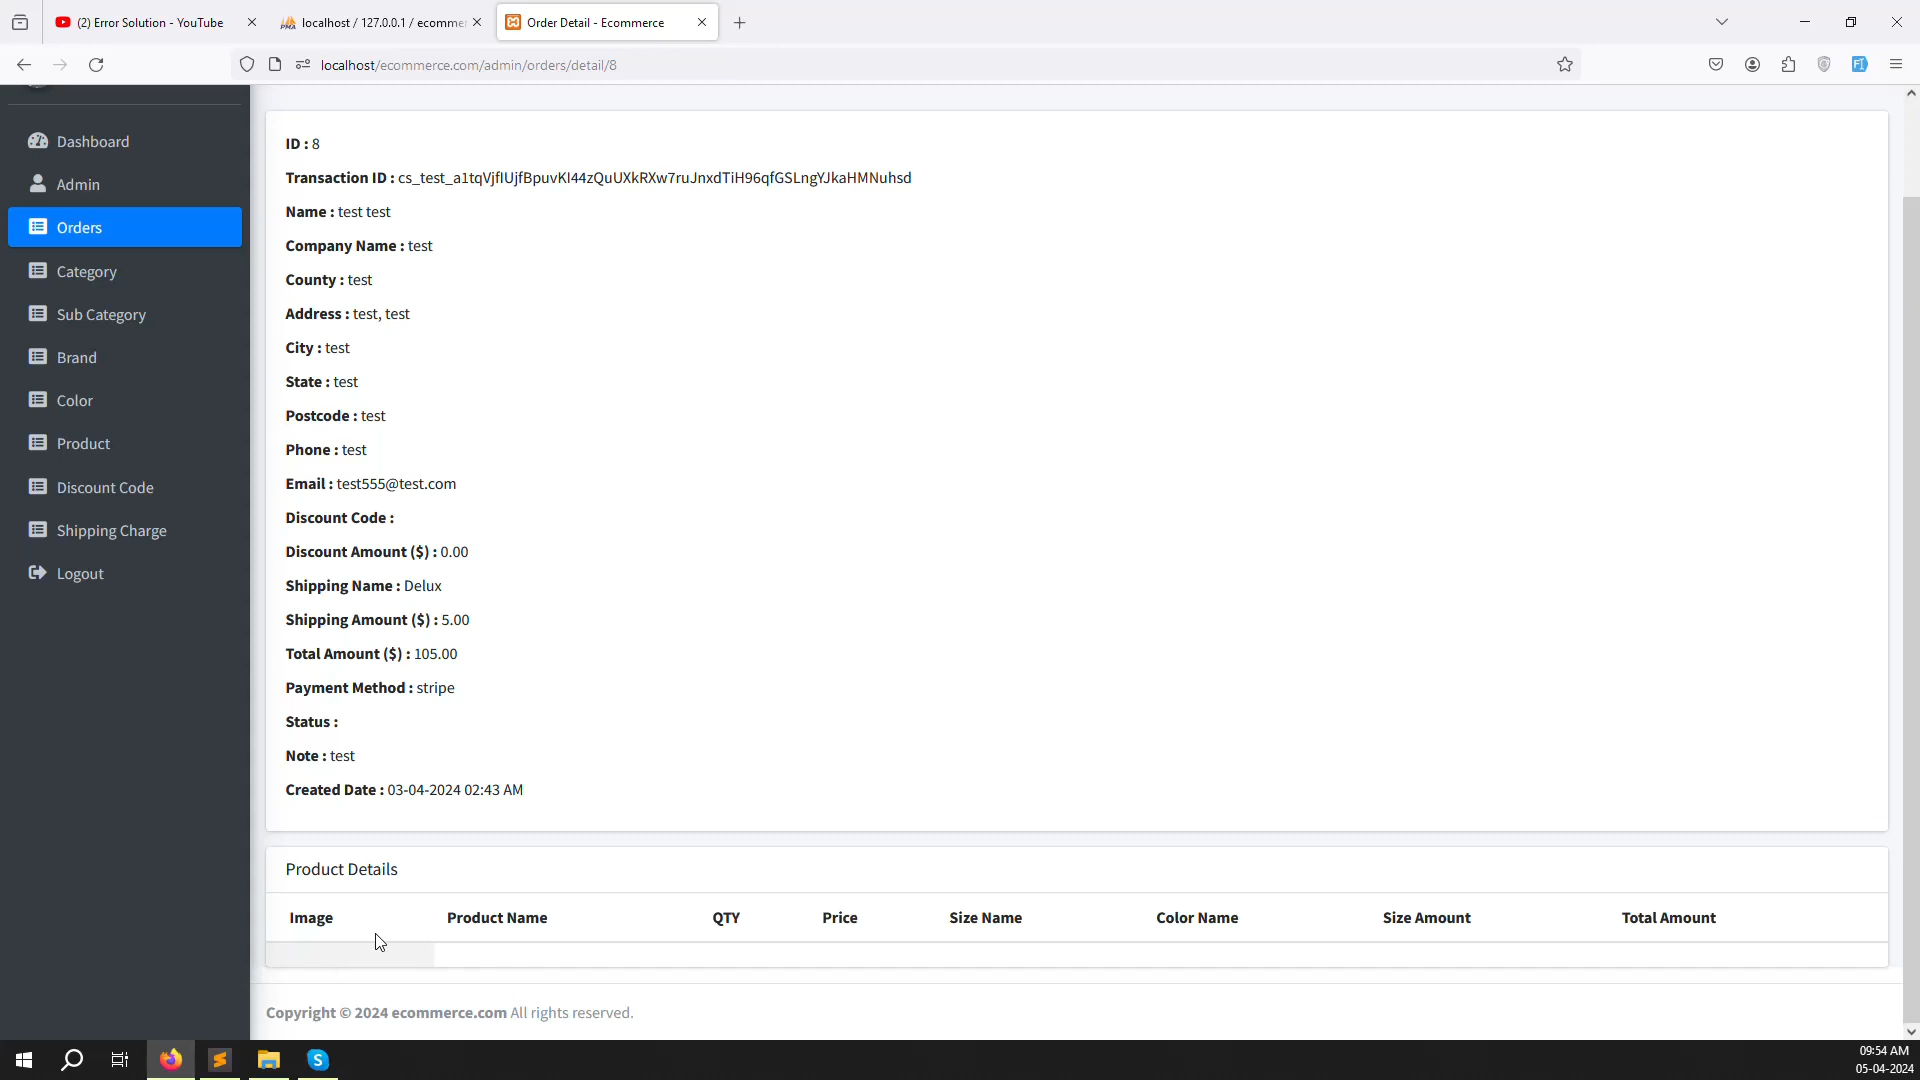 (2) Error Solution - YouTube
localhost / 127.0.0.1 / ecomme
Order Detail - Ecommerce
localhost/ecommerce.com/admin/orders/detail/8
Dashboard
Admin
Orders
Category
Sub Category
Brand
Color
Product
Discount Code
Shipping Charge
Logout
ID : 8
Transaction ID : cs_test_a1tqVjfIUjfBpuvKI44zQuUXkRXw7ruJnxdTiH96qfGSLngYJkaHMNuhsd
Name : test test
Company Name : test
County : test
Address : test, test
City : test
State : test
Postcode : test
Phone : test
Email : test555@test.com
Discount Code :
Discount Amount ($) : 0.00
Shipping Name : Delux
Shipping Amount ($) : 5.00
Total Amount ($) : 105.00
Payment Method : stripe
Status :
Note : test
Created Date : 03-04-2024 02:43 AM
Product Details
Image Product Name QTY Price Size Name Color Name Size Amount Total Amount
Copyright © 2024 ecommerce.com All rights reserved.
09:54 AM
05-04-2024